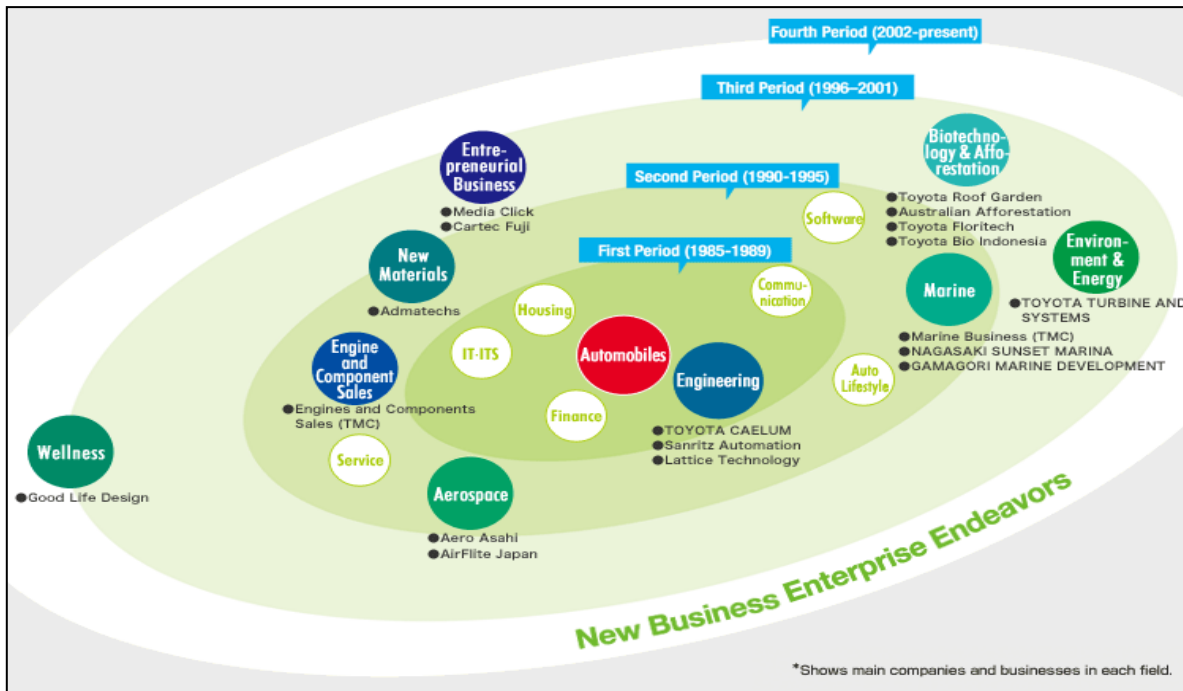 Fourth Period (2002-present)
Third Period (1996–2001)
Second Period (1990-1995)
First Period (1985-1989)
Entre-
preneurial
Business
●Media Click
●Cartec Fuji
Biotechno-
logy & Affo-
restation
●Toyota Roof Garden
●Australian Afforestation
●Toyota Floritech
●Toyota Bio Indonesia
Software
New
Materials
●Admatechs
Environ-
ment &
Energy
●TOYOTA TURBINE AND
SYSTEMS
Commu-
nication
Marine
●Marine Business (TMC)
●NAGASAKI SUNSET MARINA
●GAMAGORI MARINE DEVELOPMENT
Housing
IT·ITS
Automobiles
Engineering
●TOYOTA CAELUM
●Sanritz Automation
●Lattice Technology
Engine
and
Component
Sales
●Engines and Components
Sales (TMC)
Auto
Lifestyle
Finance
Wellness
●Good Life Design
Service
Aerospace
●Aero Asahi
●AirFlite Japan
New Business Enterprise Endeavors
*Shows main companies and businesses in each field.